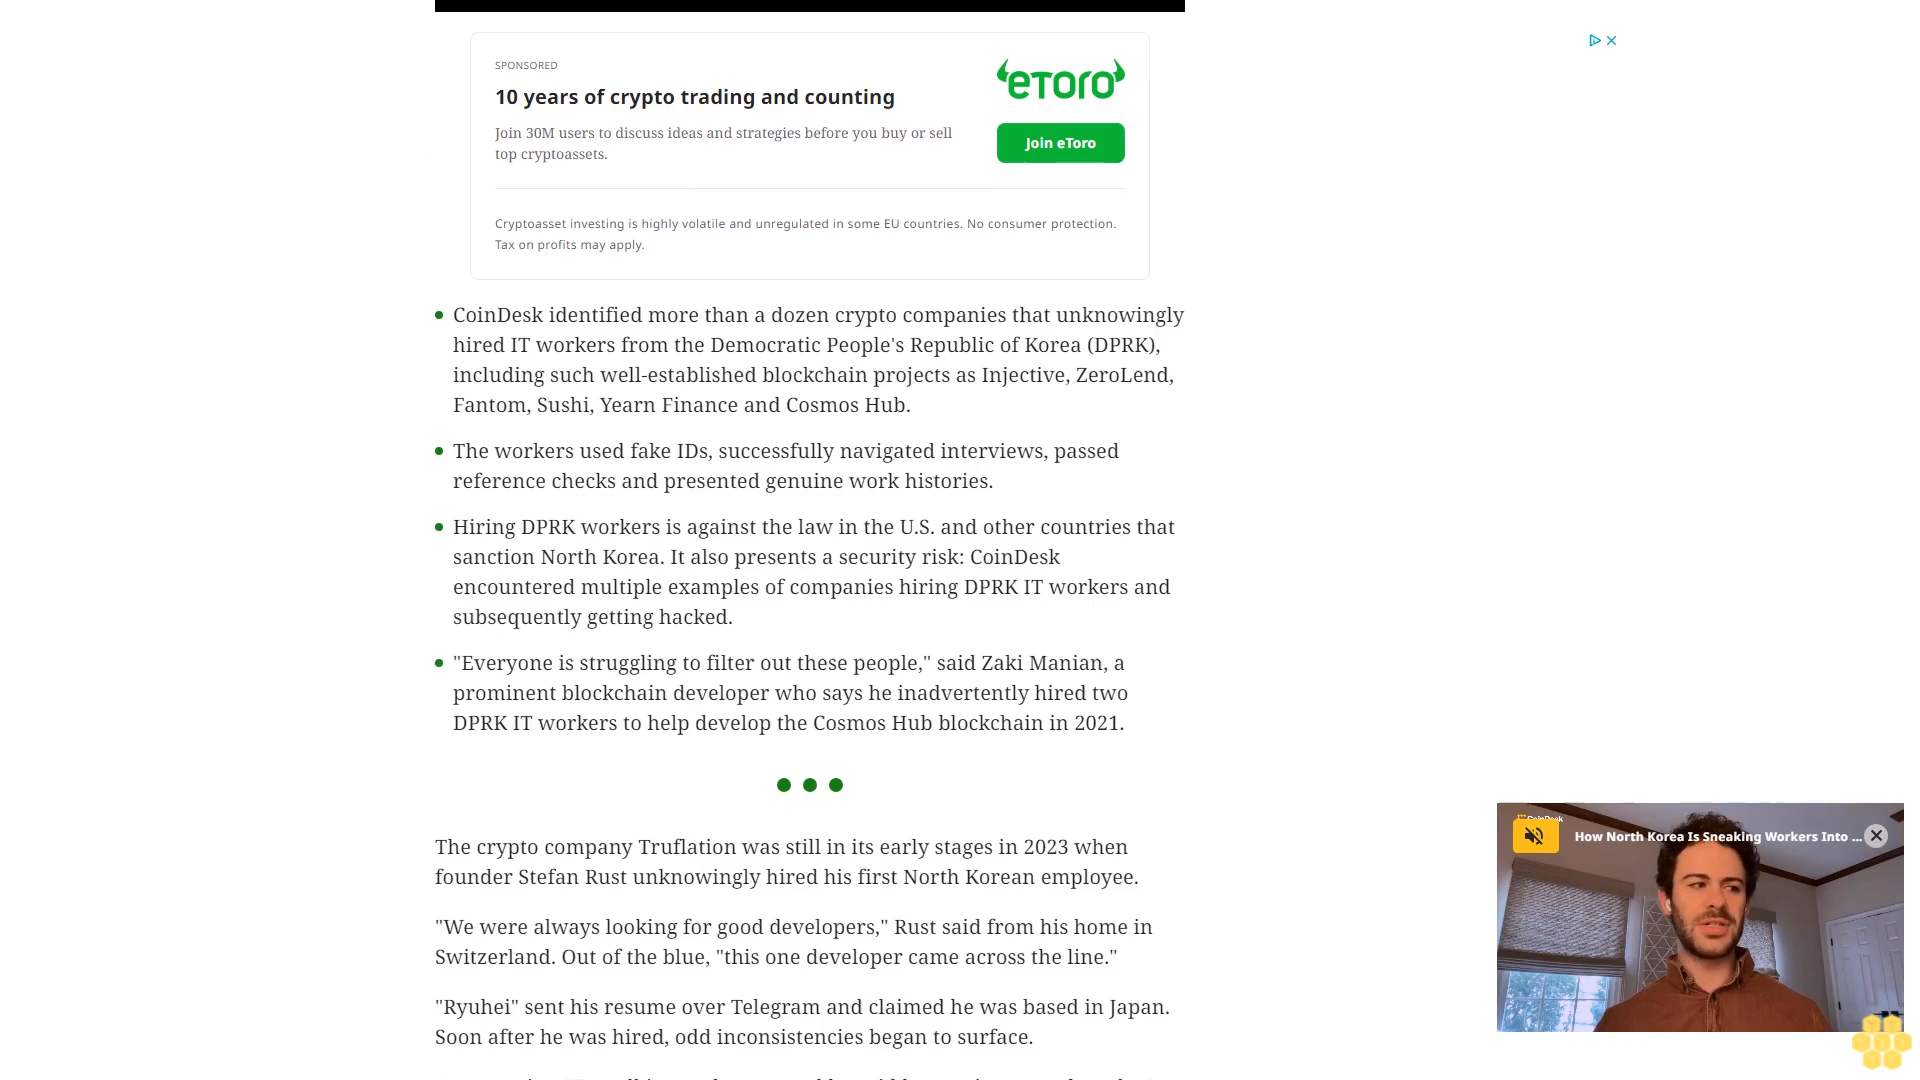 SPONSORED
10 years of crypto trading and counting
Join 30M users to discuss ideas and strategies before you buy or sell
top cryptoassets.
eToro
Join eToro
Cryptoasset investing is highly volatile and unregulated in some EU countries. No consumer protection.
Tax on profits may apply.
CoinDesk identified more than a dozen crypto companies that unknowingly
hired IT workers from the Democratic People's Republic of Korea (DPRK),
including such well-established blockchain projects as Injective, ZeroLend,
Fantom, Sushi, Yearn Finance and Cosmos Hub.
The workers used fake IDs, successfully navigated interviews, passed
reference checks and presented genuine work histories.
Hiring DPRK workers is against the law in the U.S. and other countries that
sanction North Korea. It also presents a security risk: CoinDesk
encountered multiple examples of companies hiring DPRK IT workers and
subsequently getting hacked.
"Everyone is struggling to filter out these people," said Zaki Manian, a
prominent blockchain developer who says he inadvertently hired two
DPRK IT workers to help develop the Cosmos Hub blockchain in 2021.
The crypto company Truflation was still in its early stages in 2023 when
founder Stefan Rust unknowingly hired his first North Korean employee.
"We were always looking for good developers," Rust said from his home in
Switzerland. Out of the blue, "this one developer came across the line."
"Ryuhei" sent his resume over Telegram and claimed he was based in Japan.
Soon after he was hired, odd inconsistencies began to surface.
CoinDesk
How North Korea Is Sneaking Workers Into ...